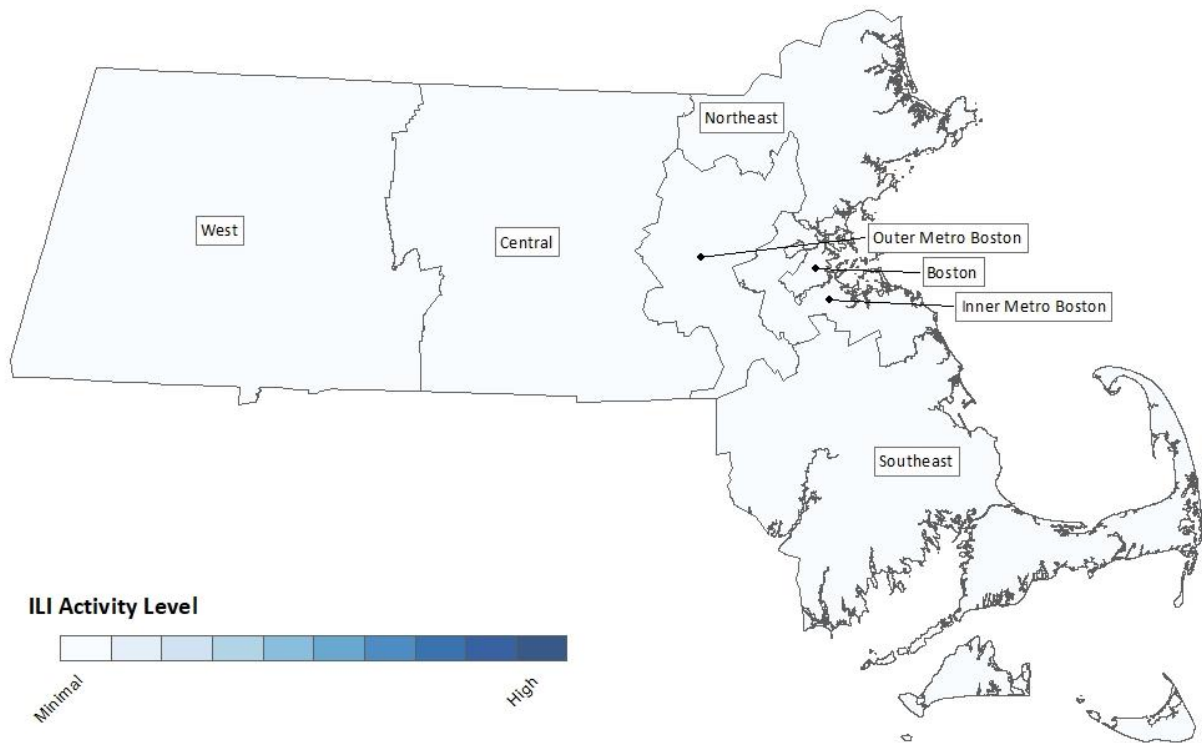 Northeast
West
Central
Outer Metro Boston
Boston
Inner Metro Boston
Southeast
ILI Activity Level
Minimal
High